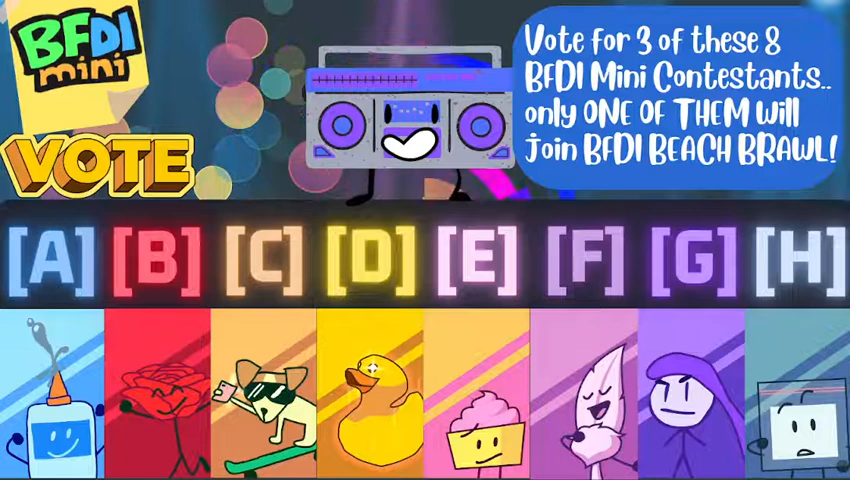 BFDI
mini
VOTE
Vote for 3 of these 8
BFDI Mini Contestants..
only ONE OF THEM will
join BFDI BEACH BRAWL!
[A] [B] [C] [D] [E] [F] [G] [H]